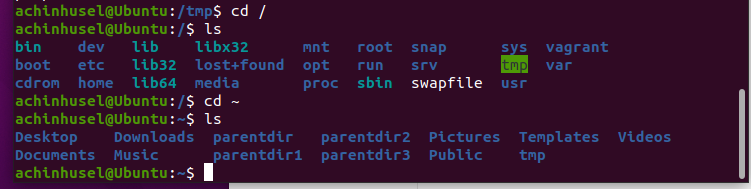 achinhusel@Ubuntu:/tmp$ cd /
achinhusel@Ubuntu:/$ ls
bin dev lib libx32 mnt root snap sys vagrant
boot etc lib32 lost+found opt run srv tmp var
cdrom home lib64 media proc sbin swapfile usr
achinhusel@Ubuntu:/$ cd ~
achinhusel@Ubuntu:~$ ls
Desktop Downloads parentdir parentdir2 Pictures Templates Videos
Documents Music parentdir1 parentdir3 Public tmp
achinhusel@Ubuntu:~$